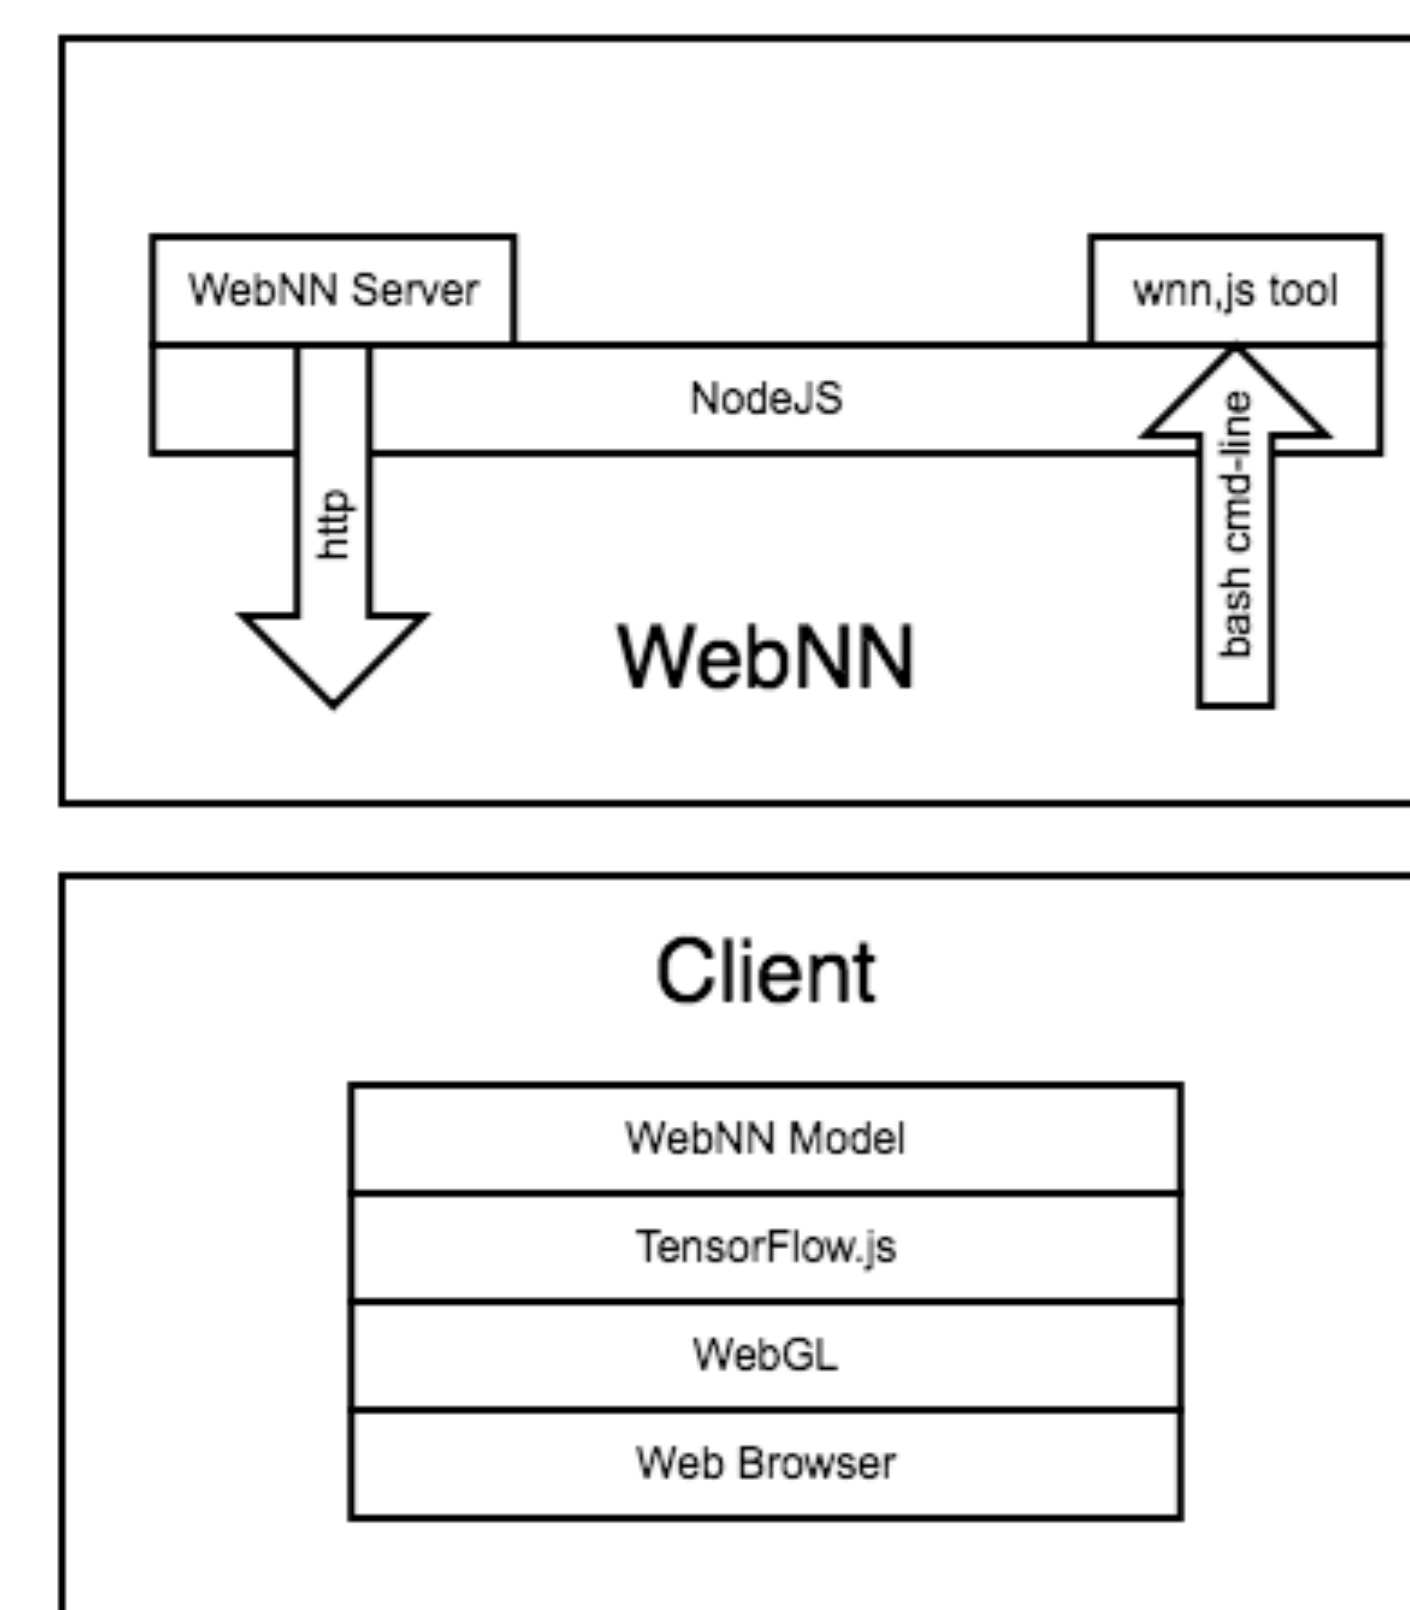 WebNN Server
wnn,js tool
NodeJS
http
bash cmd-line
WebNN
Client
WebNN Model
TensorFlow.js
WebGL
Web Browser